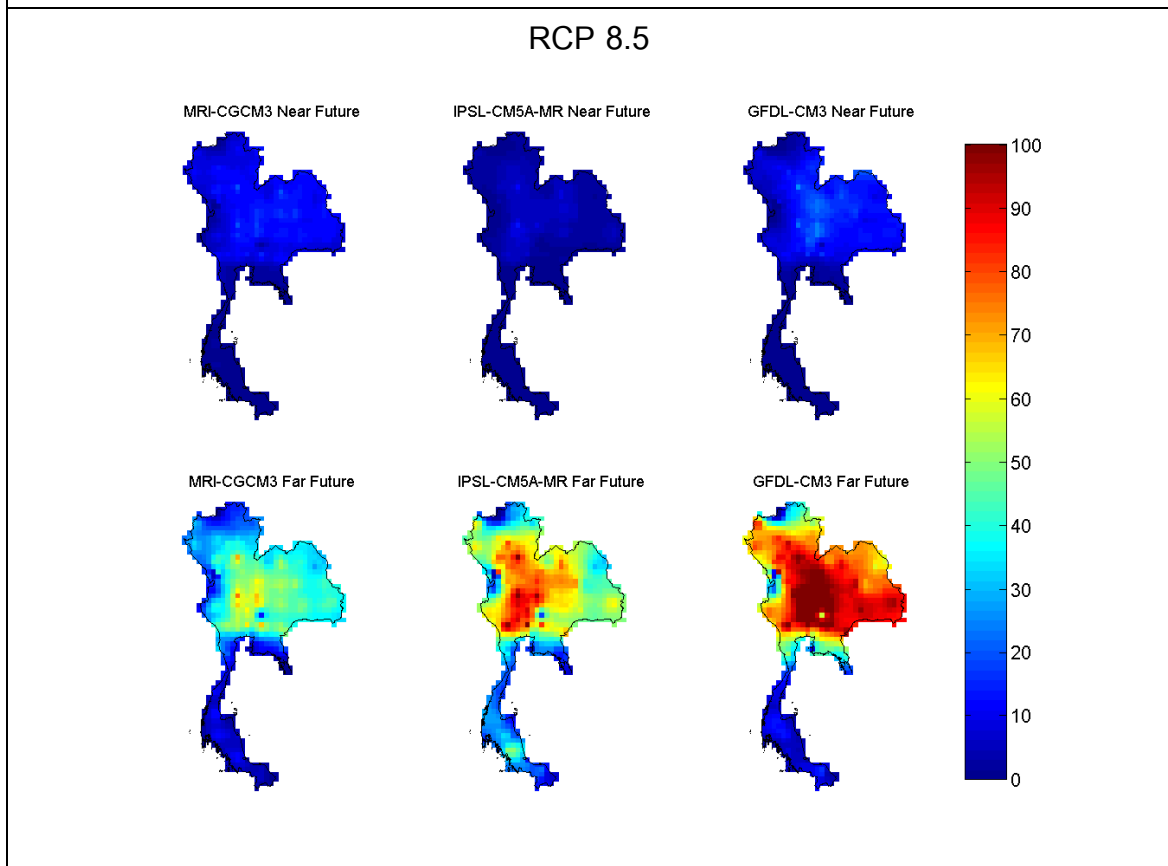 RCP 8.5
MRI-CGCM3 Near Future
IPSL-CM5A-MR Near Future
GFDL-CM3 Near Future
MRI-CGCM3 Far Future
IPSL-CM5A-MR Far Future
GFDL-CM3 Far Future
100
90
80
70
60
50
40
30
20
10
0